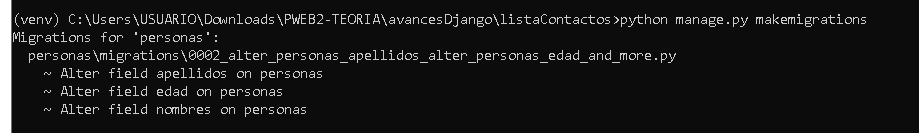 (venv) C:\Users\USUARIO\Downloads\PWEB2-TEORIA\avancesDjango\listaContactos>python manage.py makemigrations
Migrations for 'personas':
  personas\migrations\0002_alter_personas_apellidos_alter_personas_edad_and_more.py
    ~ Alter field apellidos on personas
    ~ Alter field edad on personas
    ~ Alter field nombres on personas